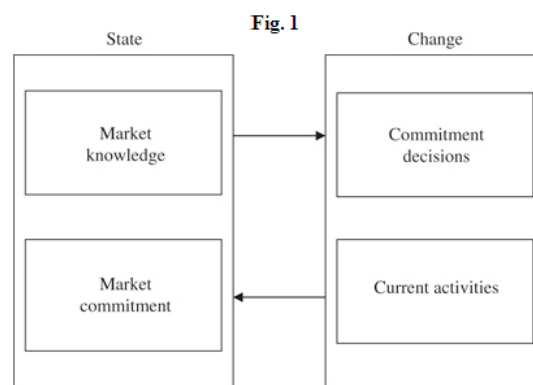 Fig. 1
State
Change
Market
knowledge
Commitment
decisions
Market
commitment
Current activities